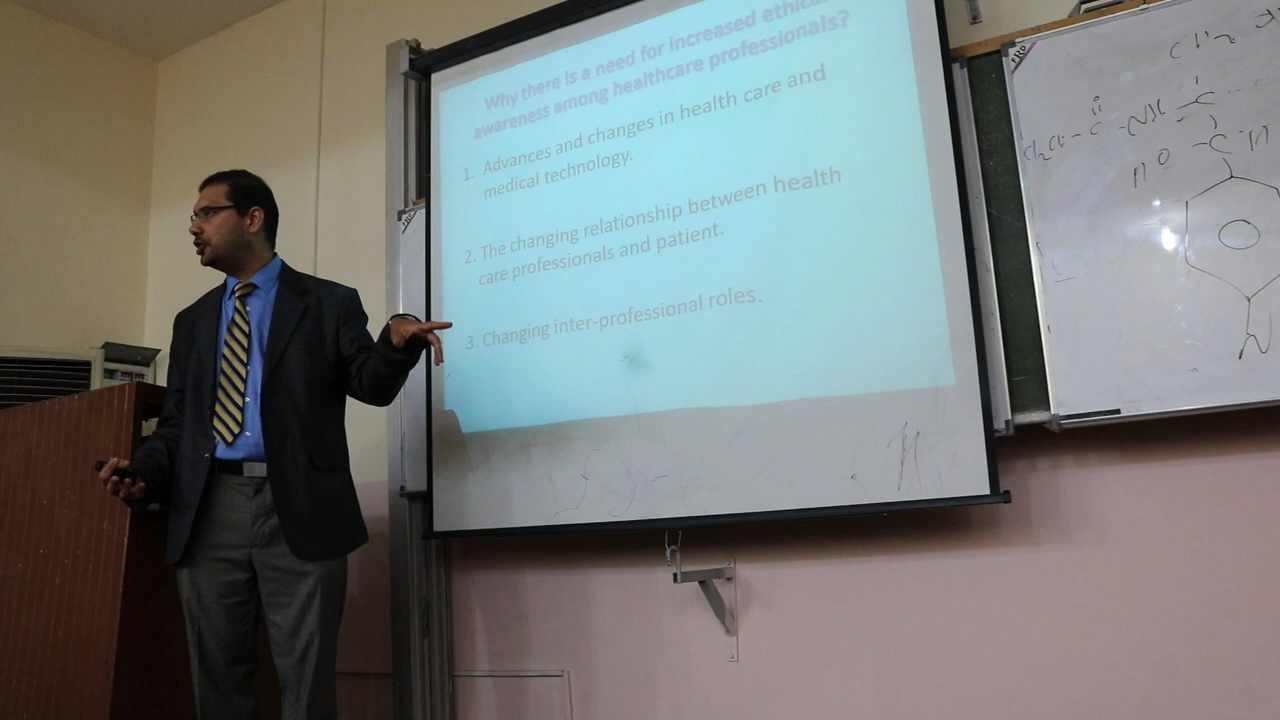 Why there is a need for increased ethical
awareness among healthcare professionals?
1. Advances and changes in health care and
medical technology.
2. The changing relationship between health
care professionals and patient.
3. Changing inter-professional roles.